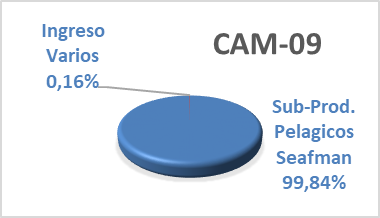 Ingreso
Varios
0,16%
CAM-09
Sub-Prod.
Pelagicos
Seafman
99,84%